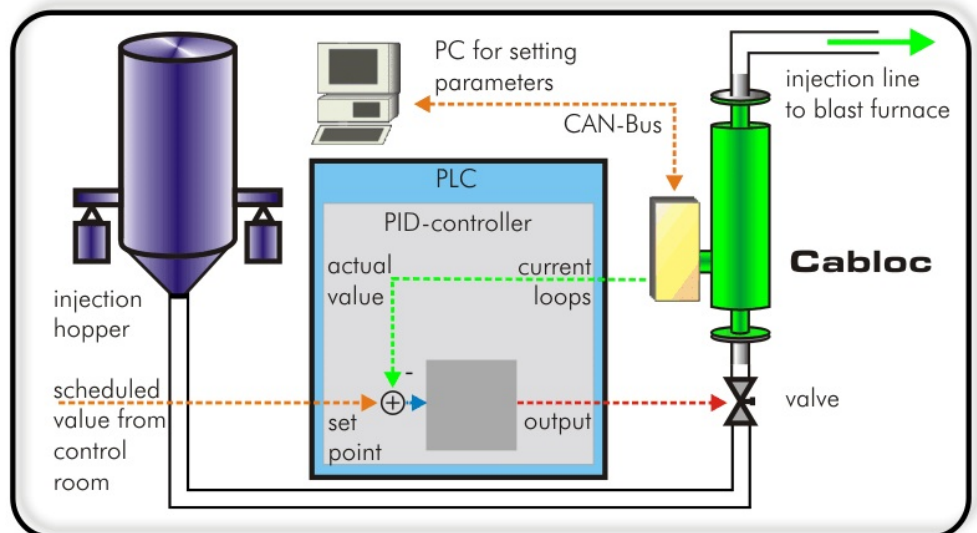 PC for setting
parameters
CAN-Bus
injection line
to blast furnace
PLC
PID-controller
actual
value
current
loops
Cabloc
injection
hopper
scheduled
value from
control
room
-
+
set
point
output
valve